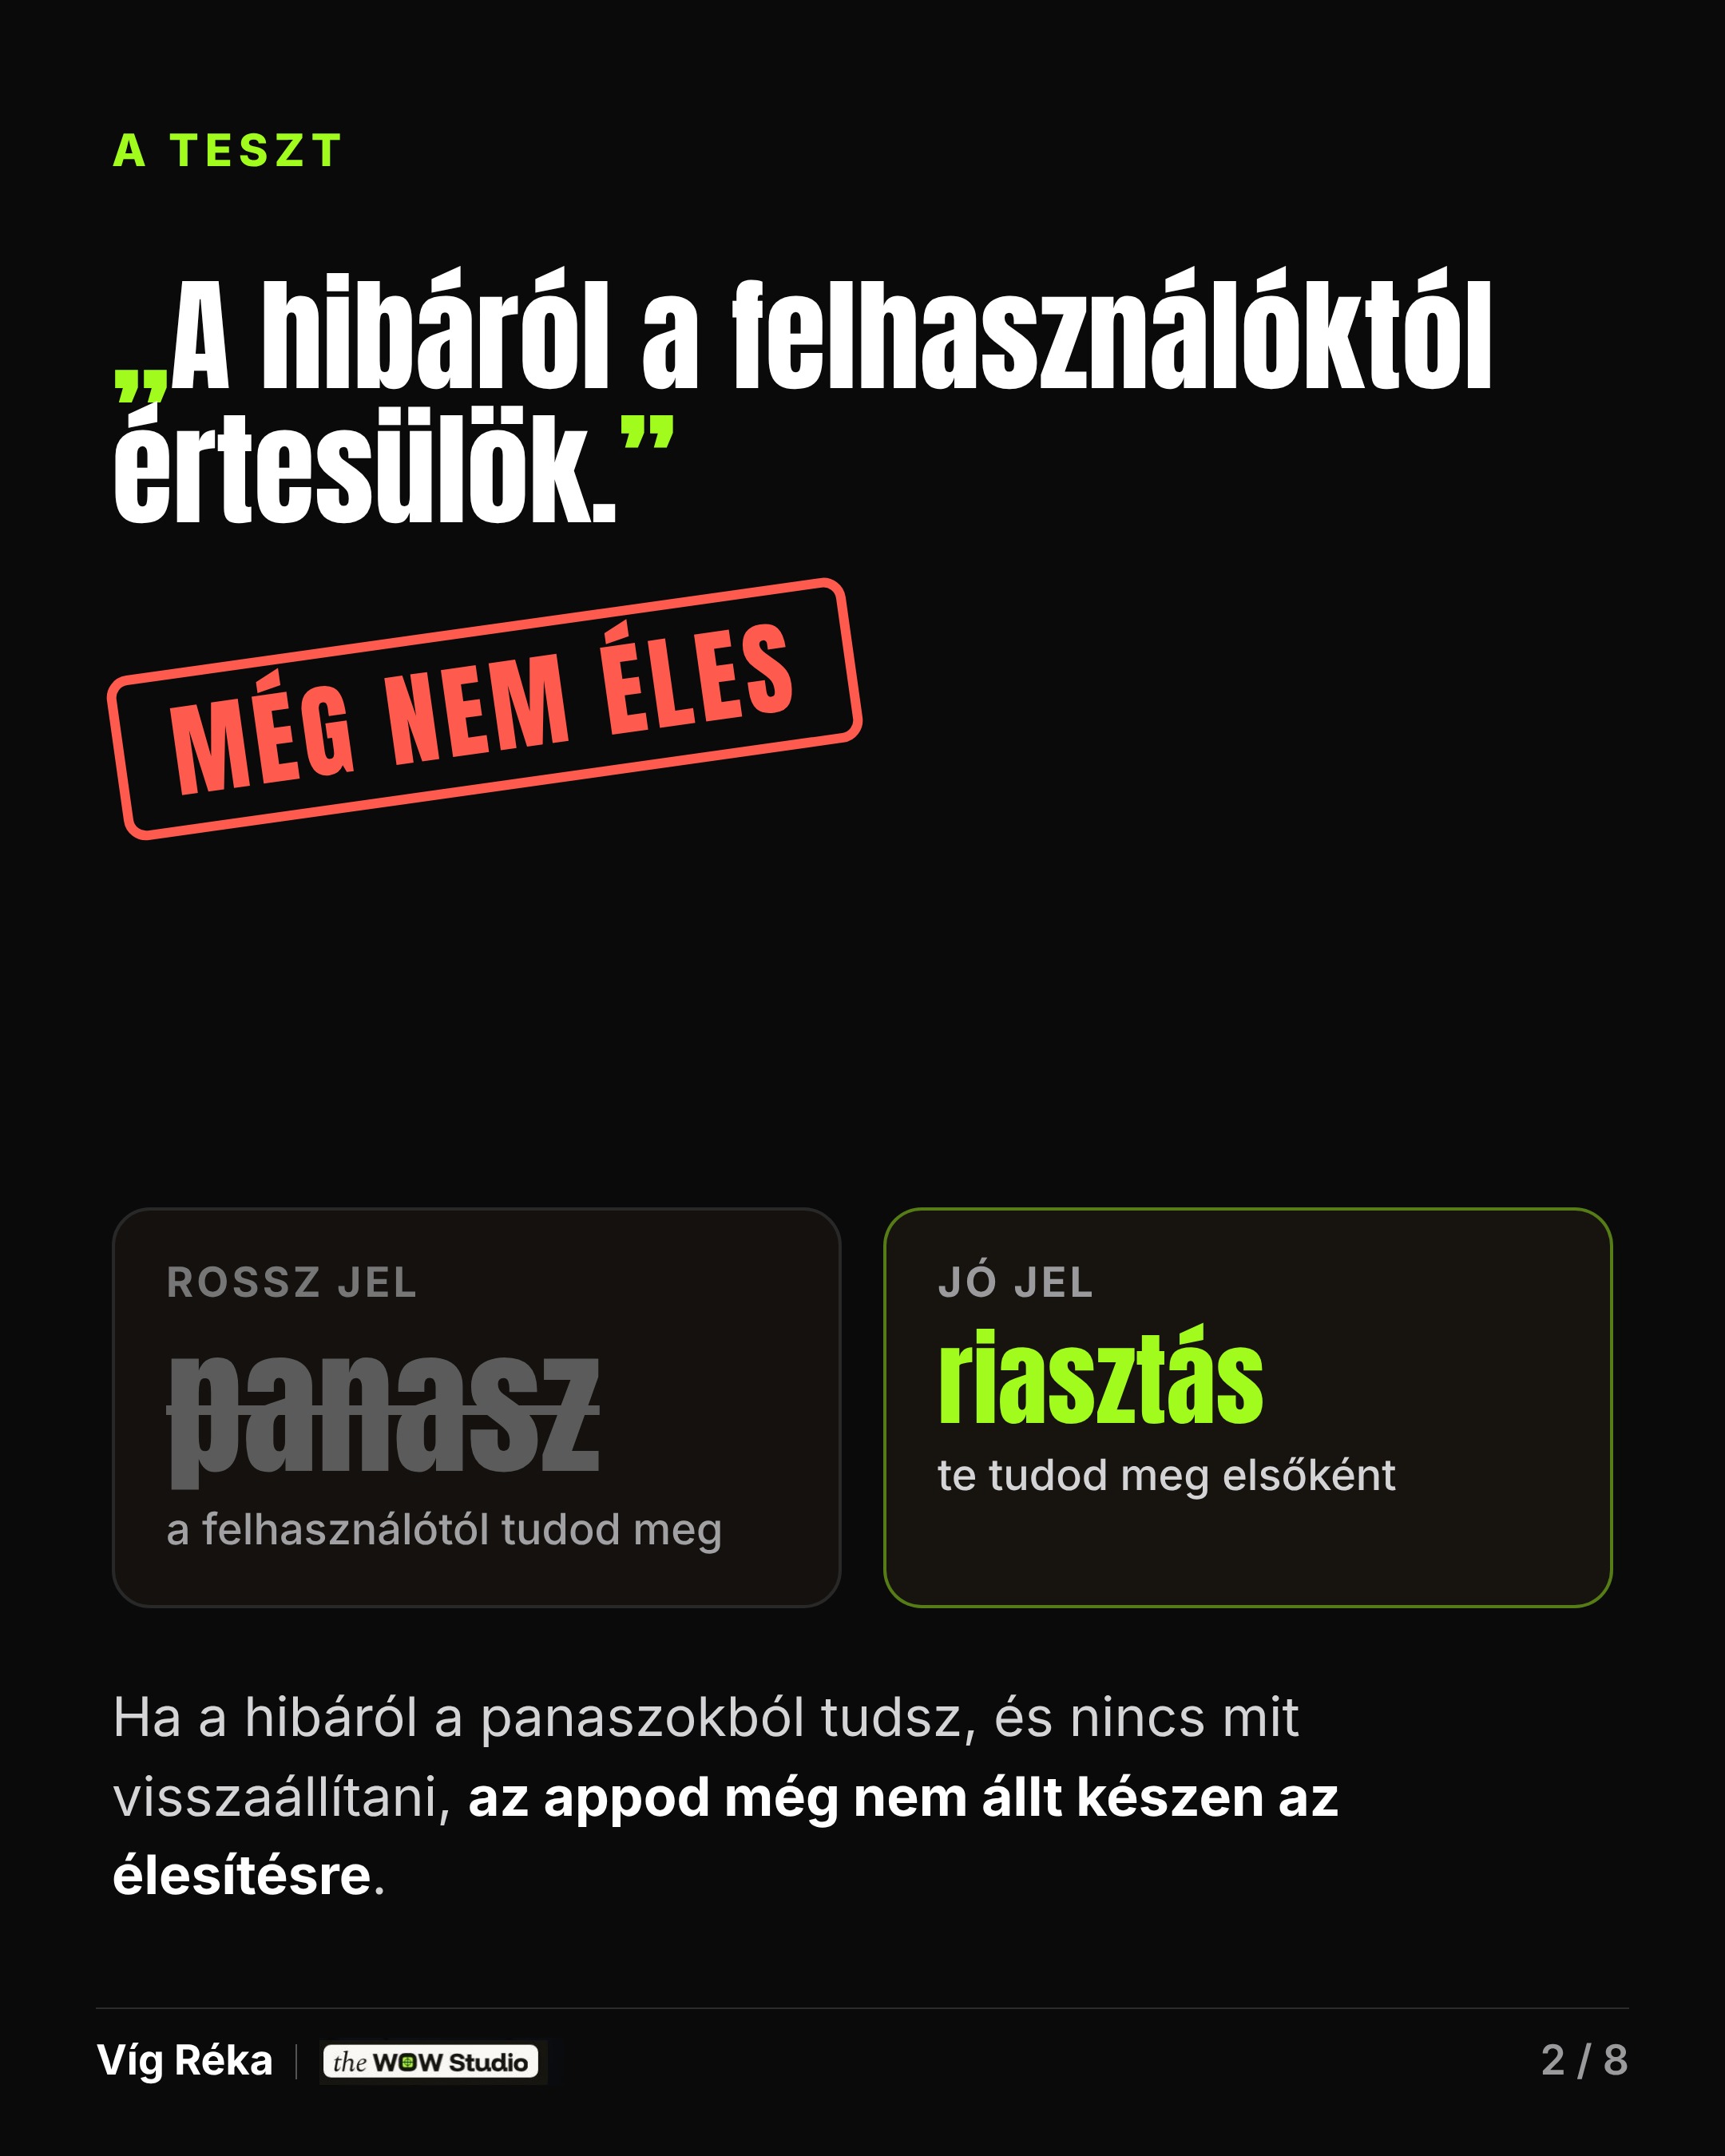 A TESZT
„A hibáról a felhasználóktól
értesülök.”
MÉG NEM ÉLES
ROSSZ JEL
panasz
a felhasználótól tudod meg
JÓ JEL
riasztás
te tudod meg elsőként
Ha a hibáról a panaszokból tudsz, és nincs mit
visszaállítani, az appod még nem állt készen az
élesítésre.
Víg Réka
the WOW Studio
2 / 8